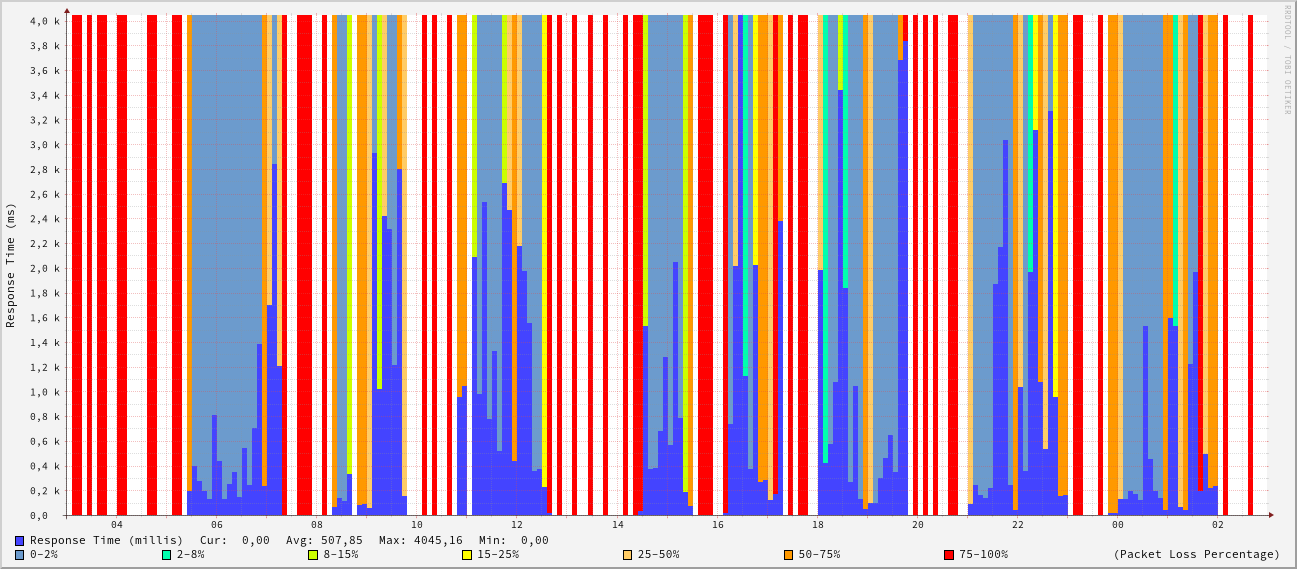 RRDTOOL / TOBI OETIKER
Response Time (ms)
4,0 k
3,8 k
3,6 k
3,4 k
3,2 k
3,0 k
2,8 k
2,6 k
2,4 k
2,2 k
2,0 k
1,8 k
1,6 k
1,4 k
1,2 k
1,0 k
0,8 k
0,6 k
0,4 k
0,2 k
0,0
04 06 08 10 12 14 16 18 20 22 00 02
Response Time (millis) Cur: 0,00 Avg: 507,85 Max: 4045,16 Min: 0,00
0-2% 2-8% 8-15% 15-25% 25-50% 50-75% 75-100% (Packet Loss Percentage)